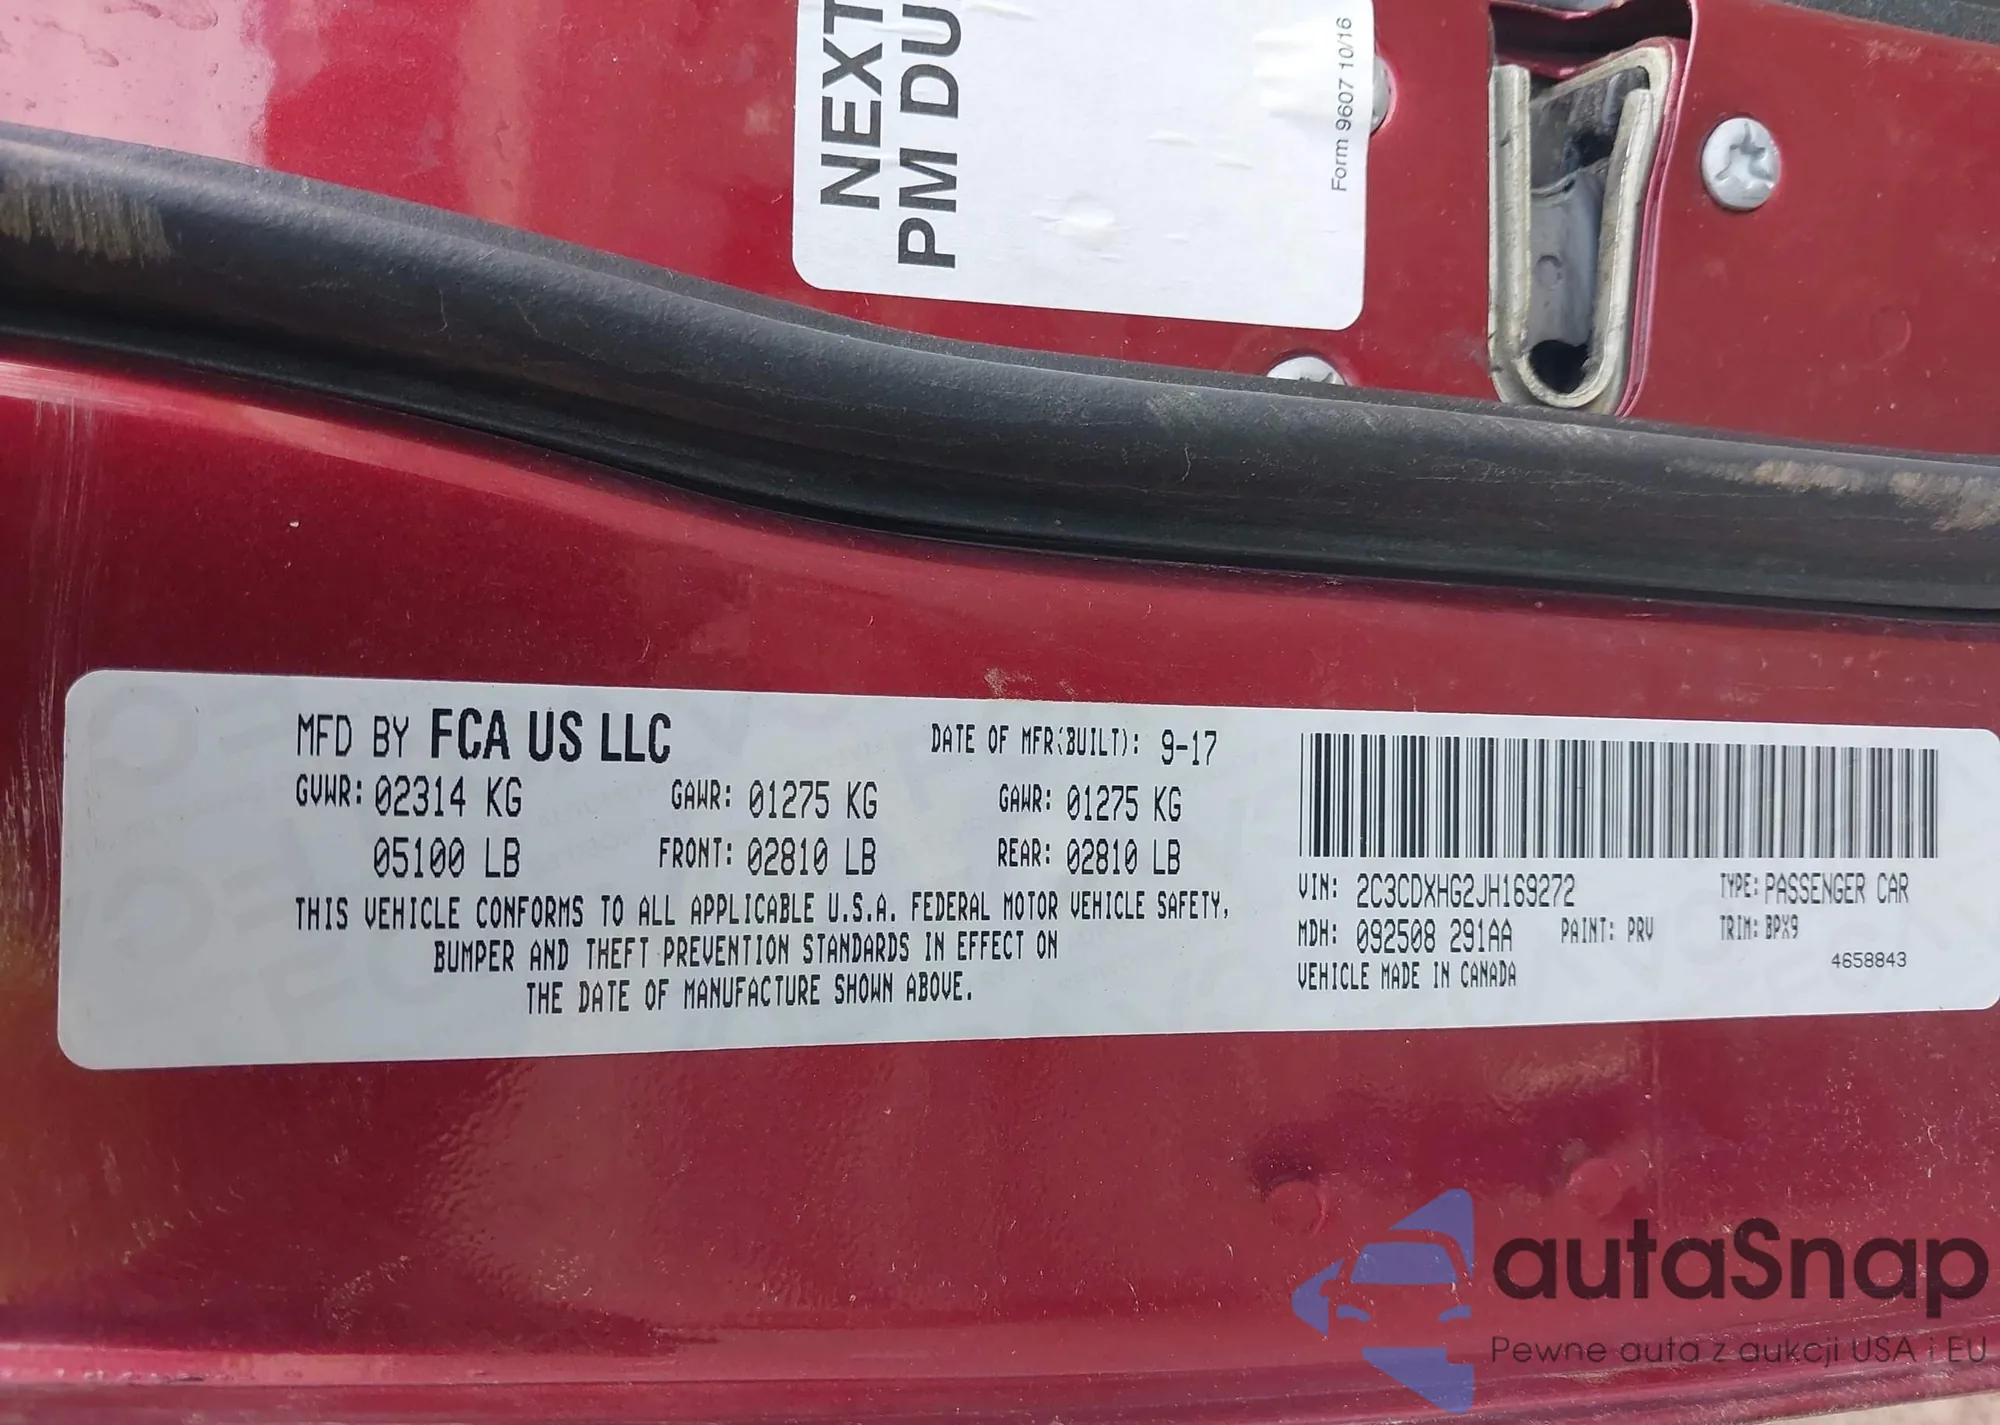 NEXT
PM DU
Form 9607 10/16
MFD BY FCA US LLC
DATE OF MFR(BUILT): 9-17
GVWR: 02314 KG GAWR: 01275 KG GAWR: 01275 KG
05100 LB FRONT: 02810 LB REAR: 02810 LB
THIS VEHICLE CONFORMS TO ALL APPLICABLE U.S.A. FEDERAL MOTOR VEHICLE SAFETY,
BUMPER AND THEFT PREVENTION STANDARDS IN EFFECT ON
THE DATE OF MANUFACTURE SHOWN ABOVE.
VIN: 2C3CDXHG2JH169272 TYPE: PASSENGER CAR
MDH: 092508 291AA PAINT: PRV TRIM: BPX9
VEHICLE MADE IN CANADA 4658843
autaSnap
Pewne auta z aukcji USA i EU